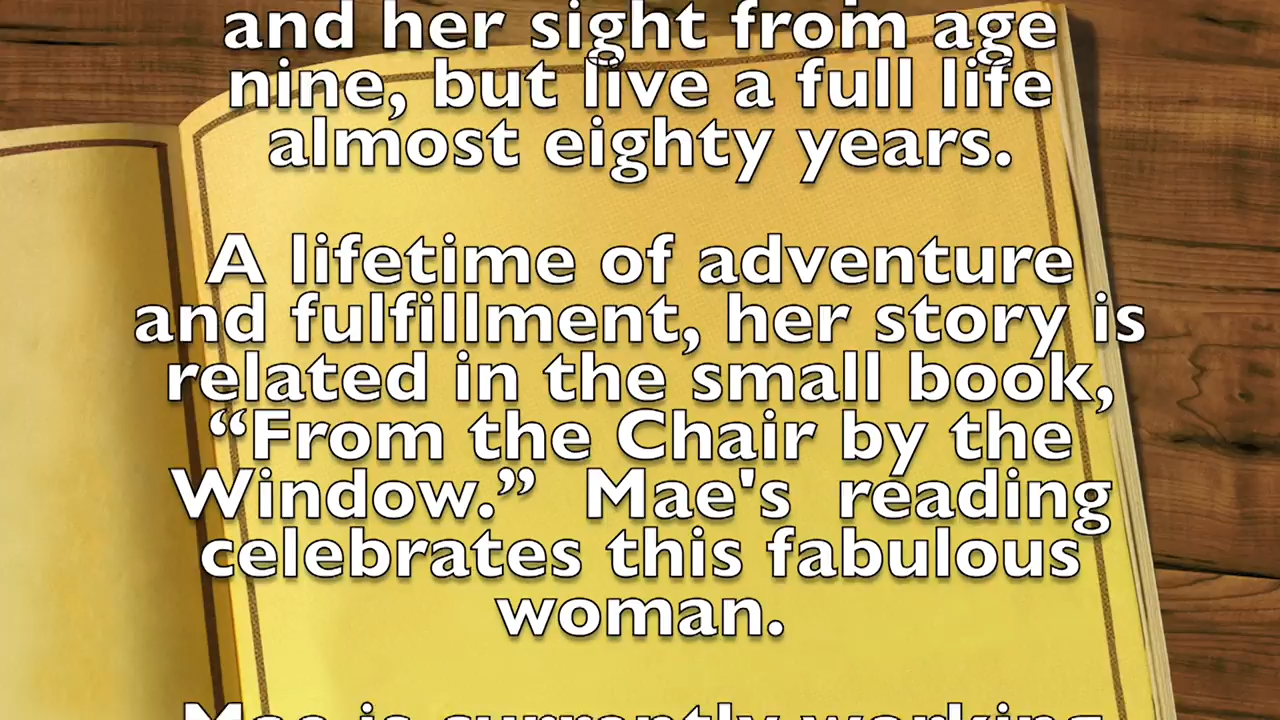 and her sight from age
nine, but live a full life
almost eighty years.
A lifetime of adventure
and fulfillment, her story is
related in the small book,
“From the Chair by the
Window.”  Mae's  reading
celebrates this fabulous
woman.
Mae is currently working